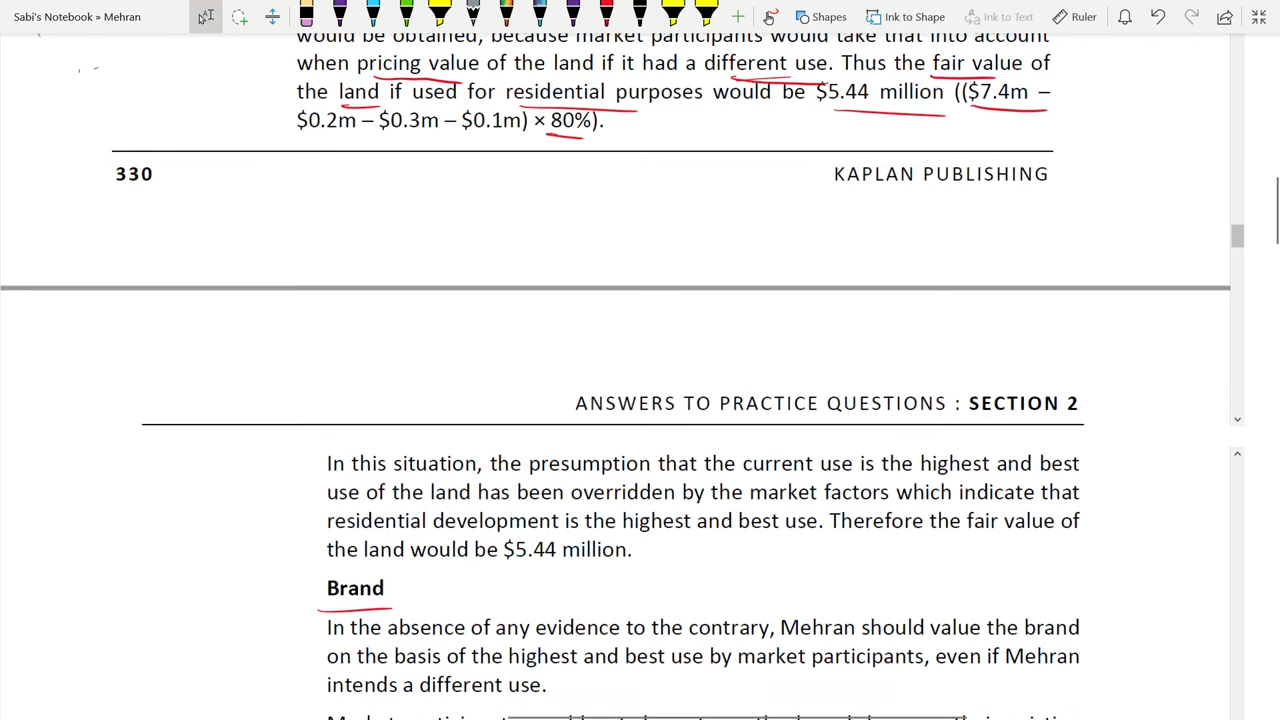 Sabi's Notebook » Mehran
Shapes
Ink to Shape
Ink to Text
Ruler
would be obtained, because market participants would take that into account
when pricing value of the land if it had a different use. Thus the fair value of
the land if used for residential purposes would be $5.44 million (($7.4m –
$0.2m – $0.3m – $0.1m) × 80%).
330
KAPLAN PUBLISHING
ANSWERS TO PRACTICE QUESTIONS : SECTION 2
In this situation, the presumption that the current use is the highest and best
use of the land has been overridden by the market factors which indicate that
residential development is the highest and best use. Therefore the fair value of
the land would be $5.44 million.
Brand
In the absence of any evidence to the contrary, Mehran should value the brand
on the basis of the highest and best use by market participants, even if Mehran
intends a different use.